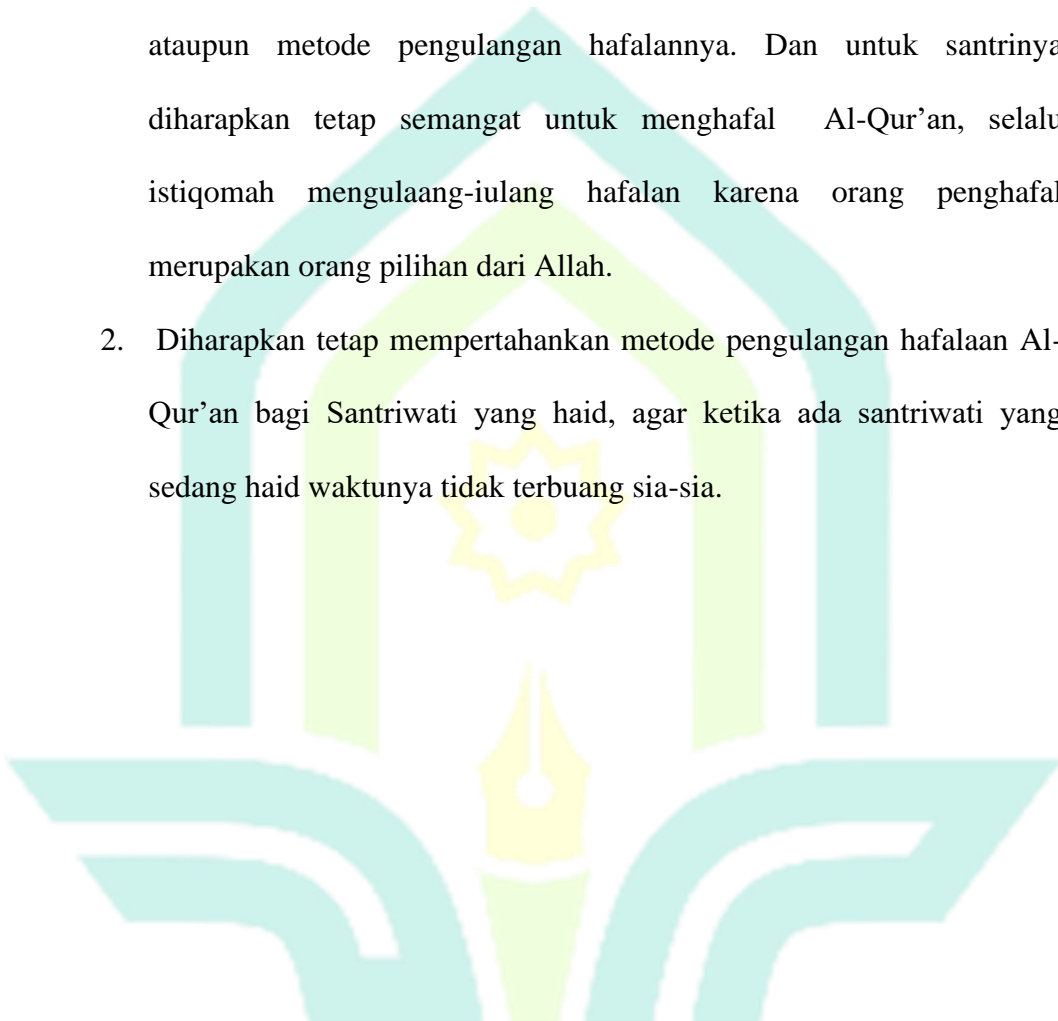 ataupun metode pengulangan hafalannya. Dan untuk santrinya
diharapkan tetap semangat untuk menghafal Al-Qur’an, selalu
istiqomah mengulaang-iulang hafalan karena orang penghafal
merupakan orang pilihan dari Allah.
2. Diharapkan tetap mempertahankan metode pengulangan hafalaan Al-
Qur’an bagi Santriwati yang haid, agar ketika ada santriwati yang
sedang haid waktunya tidak terbuang sia-sia.